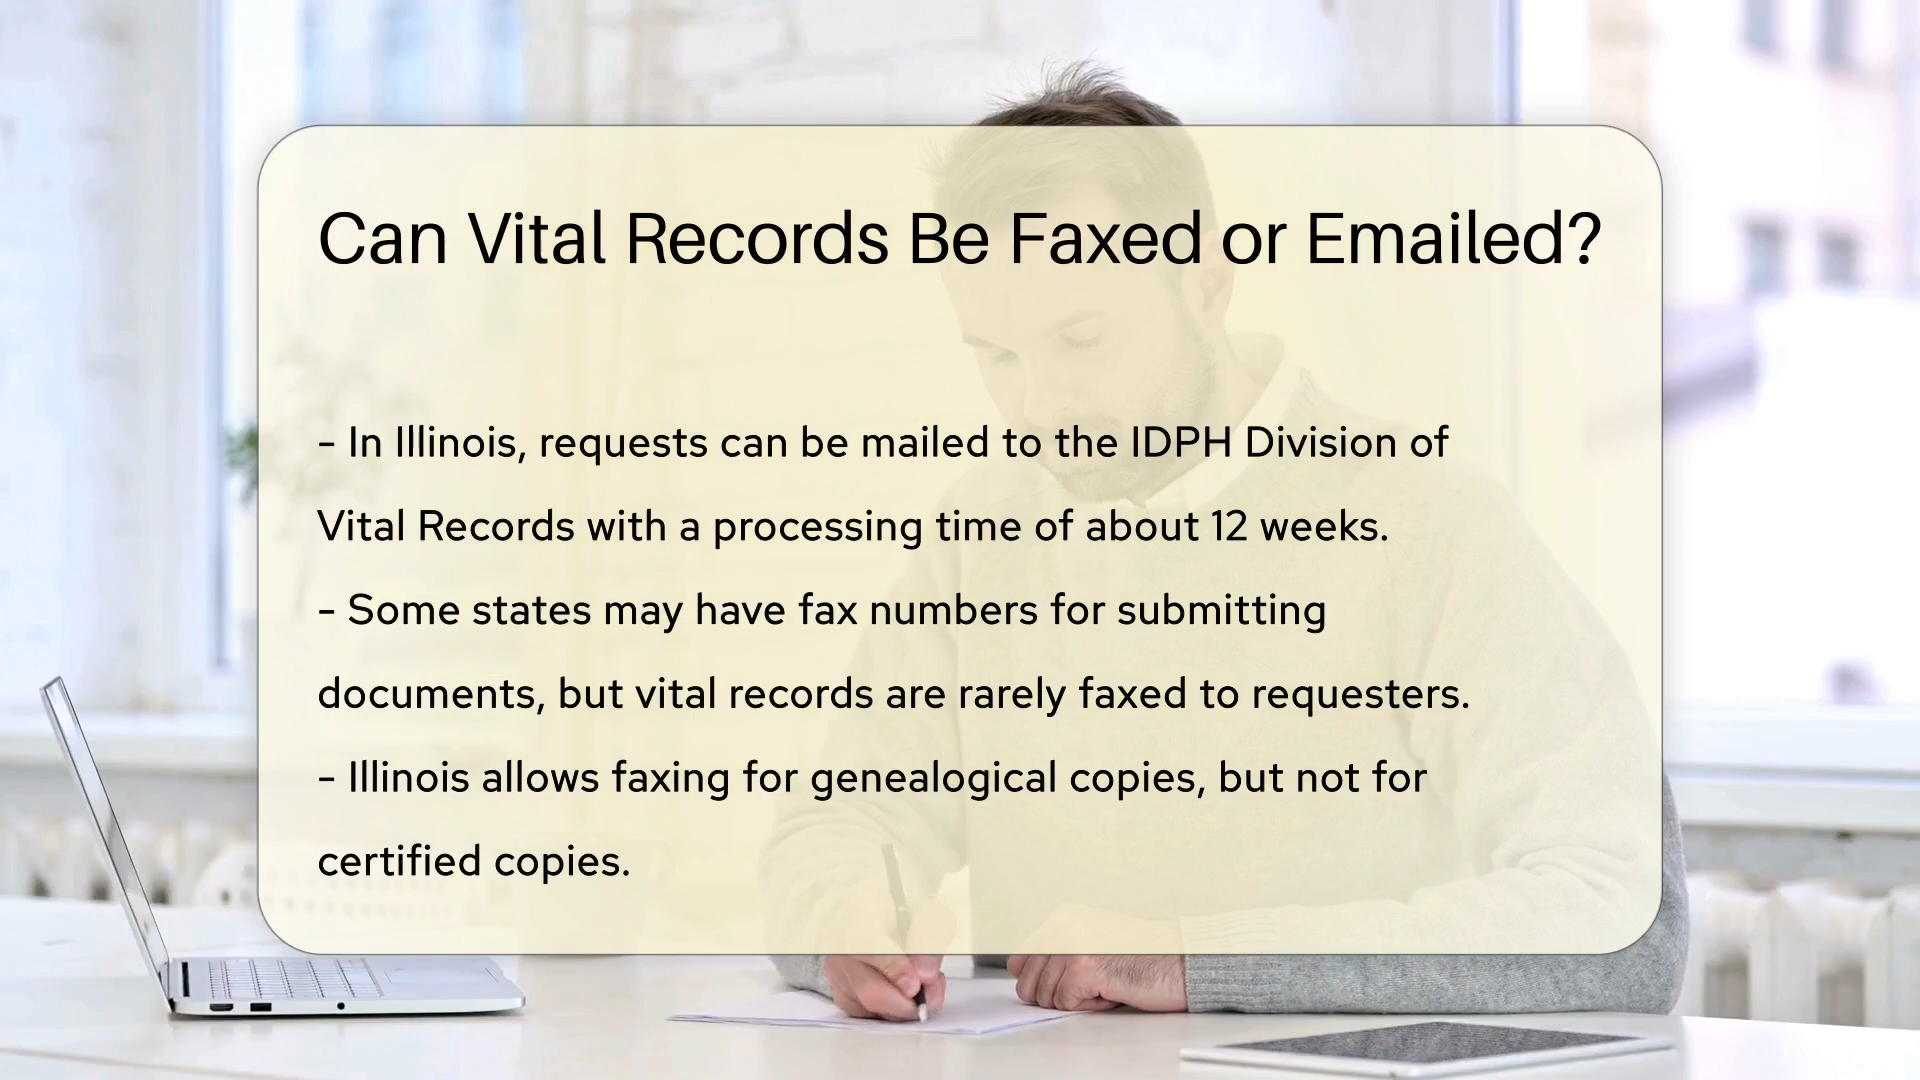 Can Vital Records Be Faxed or Emailed?
- In Illinois, requests can be mailed to the IDPH Division of
Vital Records with a processing time of about 12 weeks.
- Some states may have fax numbers for submitting
documents, but vital records are rarely faxed to requesters.
- Illinois allows faxing for genealogical copies, but not for
certified copies.